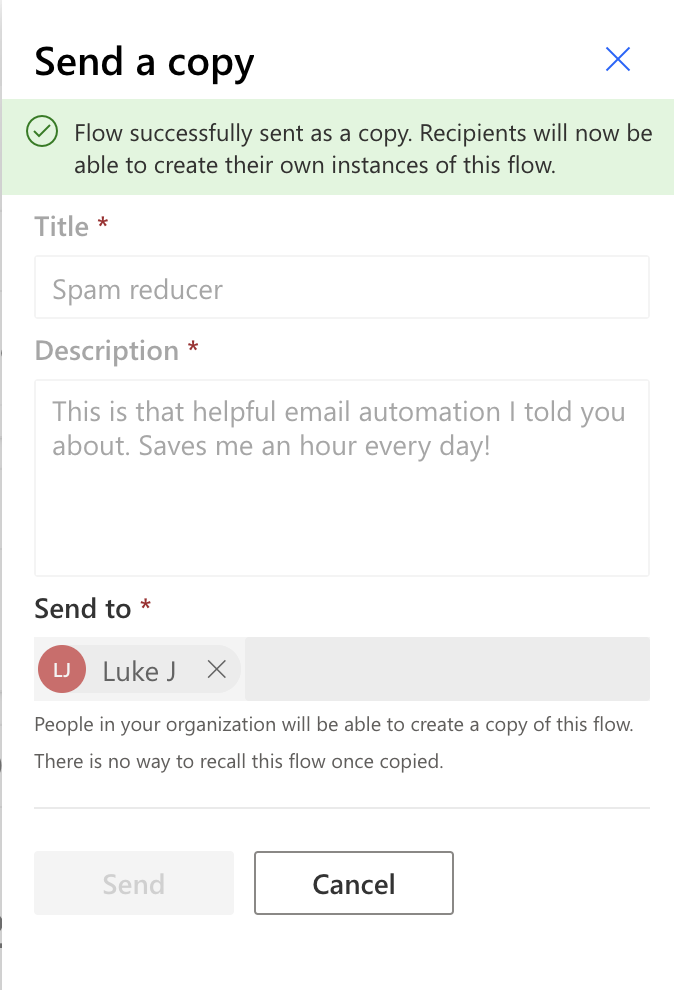 Send a copy
Flow successfully sent as a copy. Recipients will now be
able to create their own instances of this flow.
Title *
Spam reducer
Description *
This is that helpful email automation I told you
about. Saves me an hour every day!
Send to *
LJ Luke J
People in your organization will be able to create a copy of this flow.
There is no way to recall this flow once copied.
Send Cancel